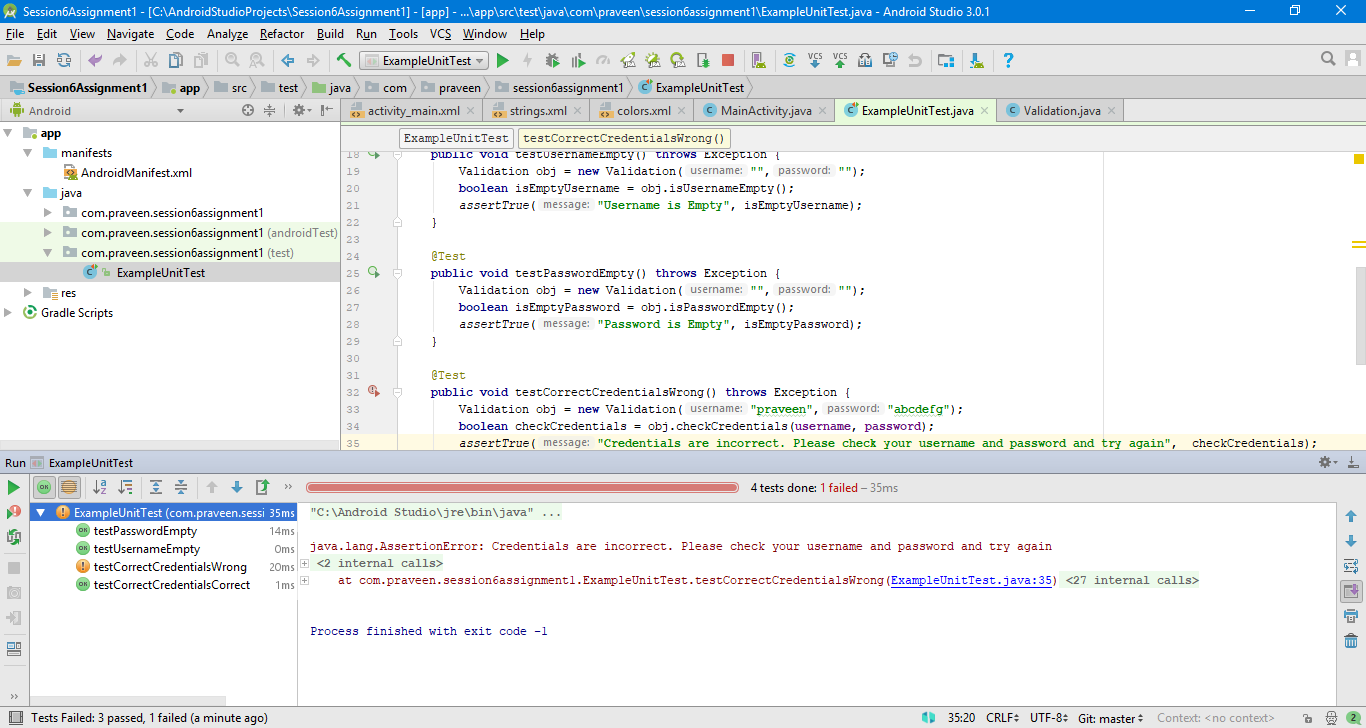 Session6Assignment1 - [C:\AndroidStudioProjects\Session6Assignment1] - [app] - ...\app\src\test\java\com\praveen\session6assignment1\ExampleUnitTest.java - Android Studio 3.0.1
File Edit View Navigate Code Analyze Refactor Build Run Tools VCS Window Help
ExampleUnitTest VCS VCS ?
Session6Assignment1 app src test java com praveen session6assignment1 ExampleUnitTest
Android
activity_main.xml strings.xml colors.xml MainActivity.java ExampleUnitTest.java Validation.java
app
manifests
AndroidManifest.xml
java
com.praveen.session6assignment1
com.praveen.session6assignment1 (androidTest)
com.praveen.session6assignment1 (test)
ExampleUnitTest
res
Gradle Scripts
ExampleUnitTest testCorrectCredentialsWrong()
18 public void testUsernameEmpty() throws Exception {
19 Validation obj = new Validation( username: "", password: "");
20 boolean isEmptyUsername = obj.isUsernameEmpty();
21 assertTrue( message: "Username is Empty", isEmptyUsername);
22 }
23
24 @Test
25 public void testPasswordEmpty() throws Exception {
26 Validation obj = new Validation( username: "", password: "");
27 boolean isEmptyPassword = obj.isPasswordEmpty();
28 assertTrue( message: "Password is Empty", isEmptyPassword);
29 }
30
31 @Test
32 public void testCorrectCredentialsWrong() throws Exception {
33 Validation obj = new Validation( username: "praveen", password: "abcdefg");
34 boolean checkCredentials = obj.checkCredentials(username, password);
35 assertTrue( message: "Credentials are incorrect. Please check your username and password and try again", checkCredentials);
Run ExampleUnitTest
OK 4 tests done: 1 failed – 35ms
ExampleUnitTest (com.praveen.sessi 35ms
OK testPasswordEmpty 14ms
OK testUsernameEmpty 0ms
testCorrectCredentialsWrong 20ms
OK testCorrectCredentialsCorrect 1ms
"C:\Android Studio\jre\bin\java" ...
java.lang.AssertionError: Credentials are incorrect. Please check your username and password and try again
<2 internal calls>
at com.praveen.session6assignment1.ExampleUnitTest.testCorrectCredentialsWrong(ExampleUnitTest.java:35) <27 internal calls>
Process finished with exit code -1
Tests Failed: 3 passed, 1 failed (a minute ago) 35:20 CRLF UTF-8 Git: master Context: <no context> 2